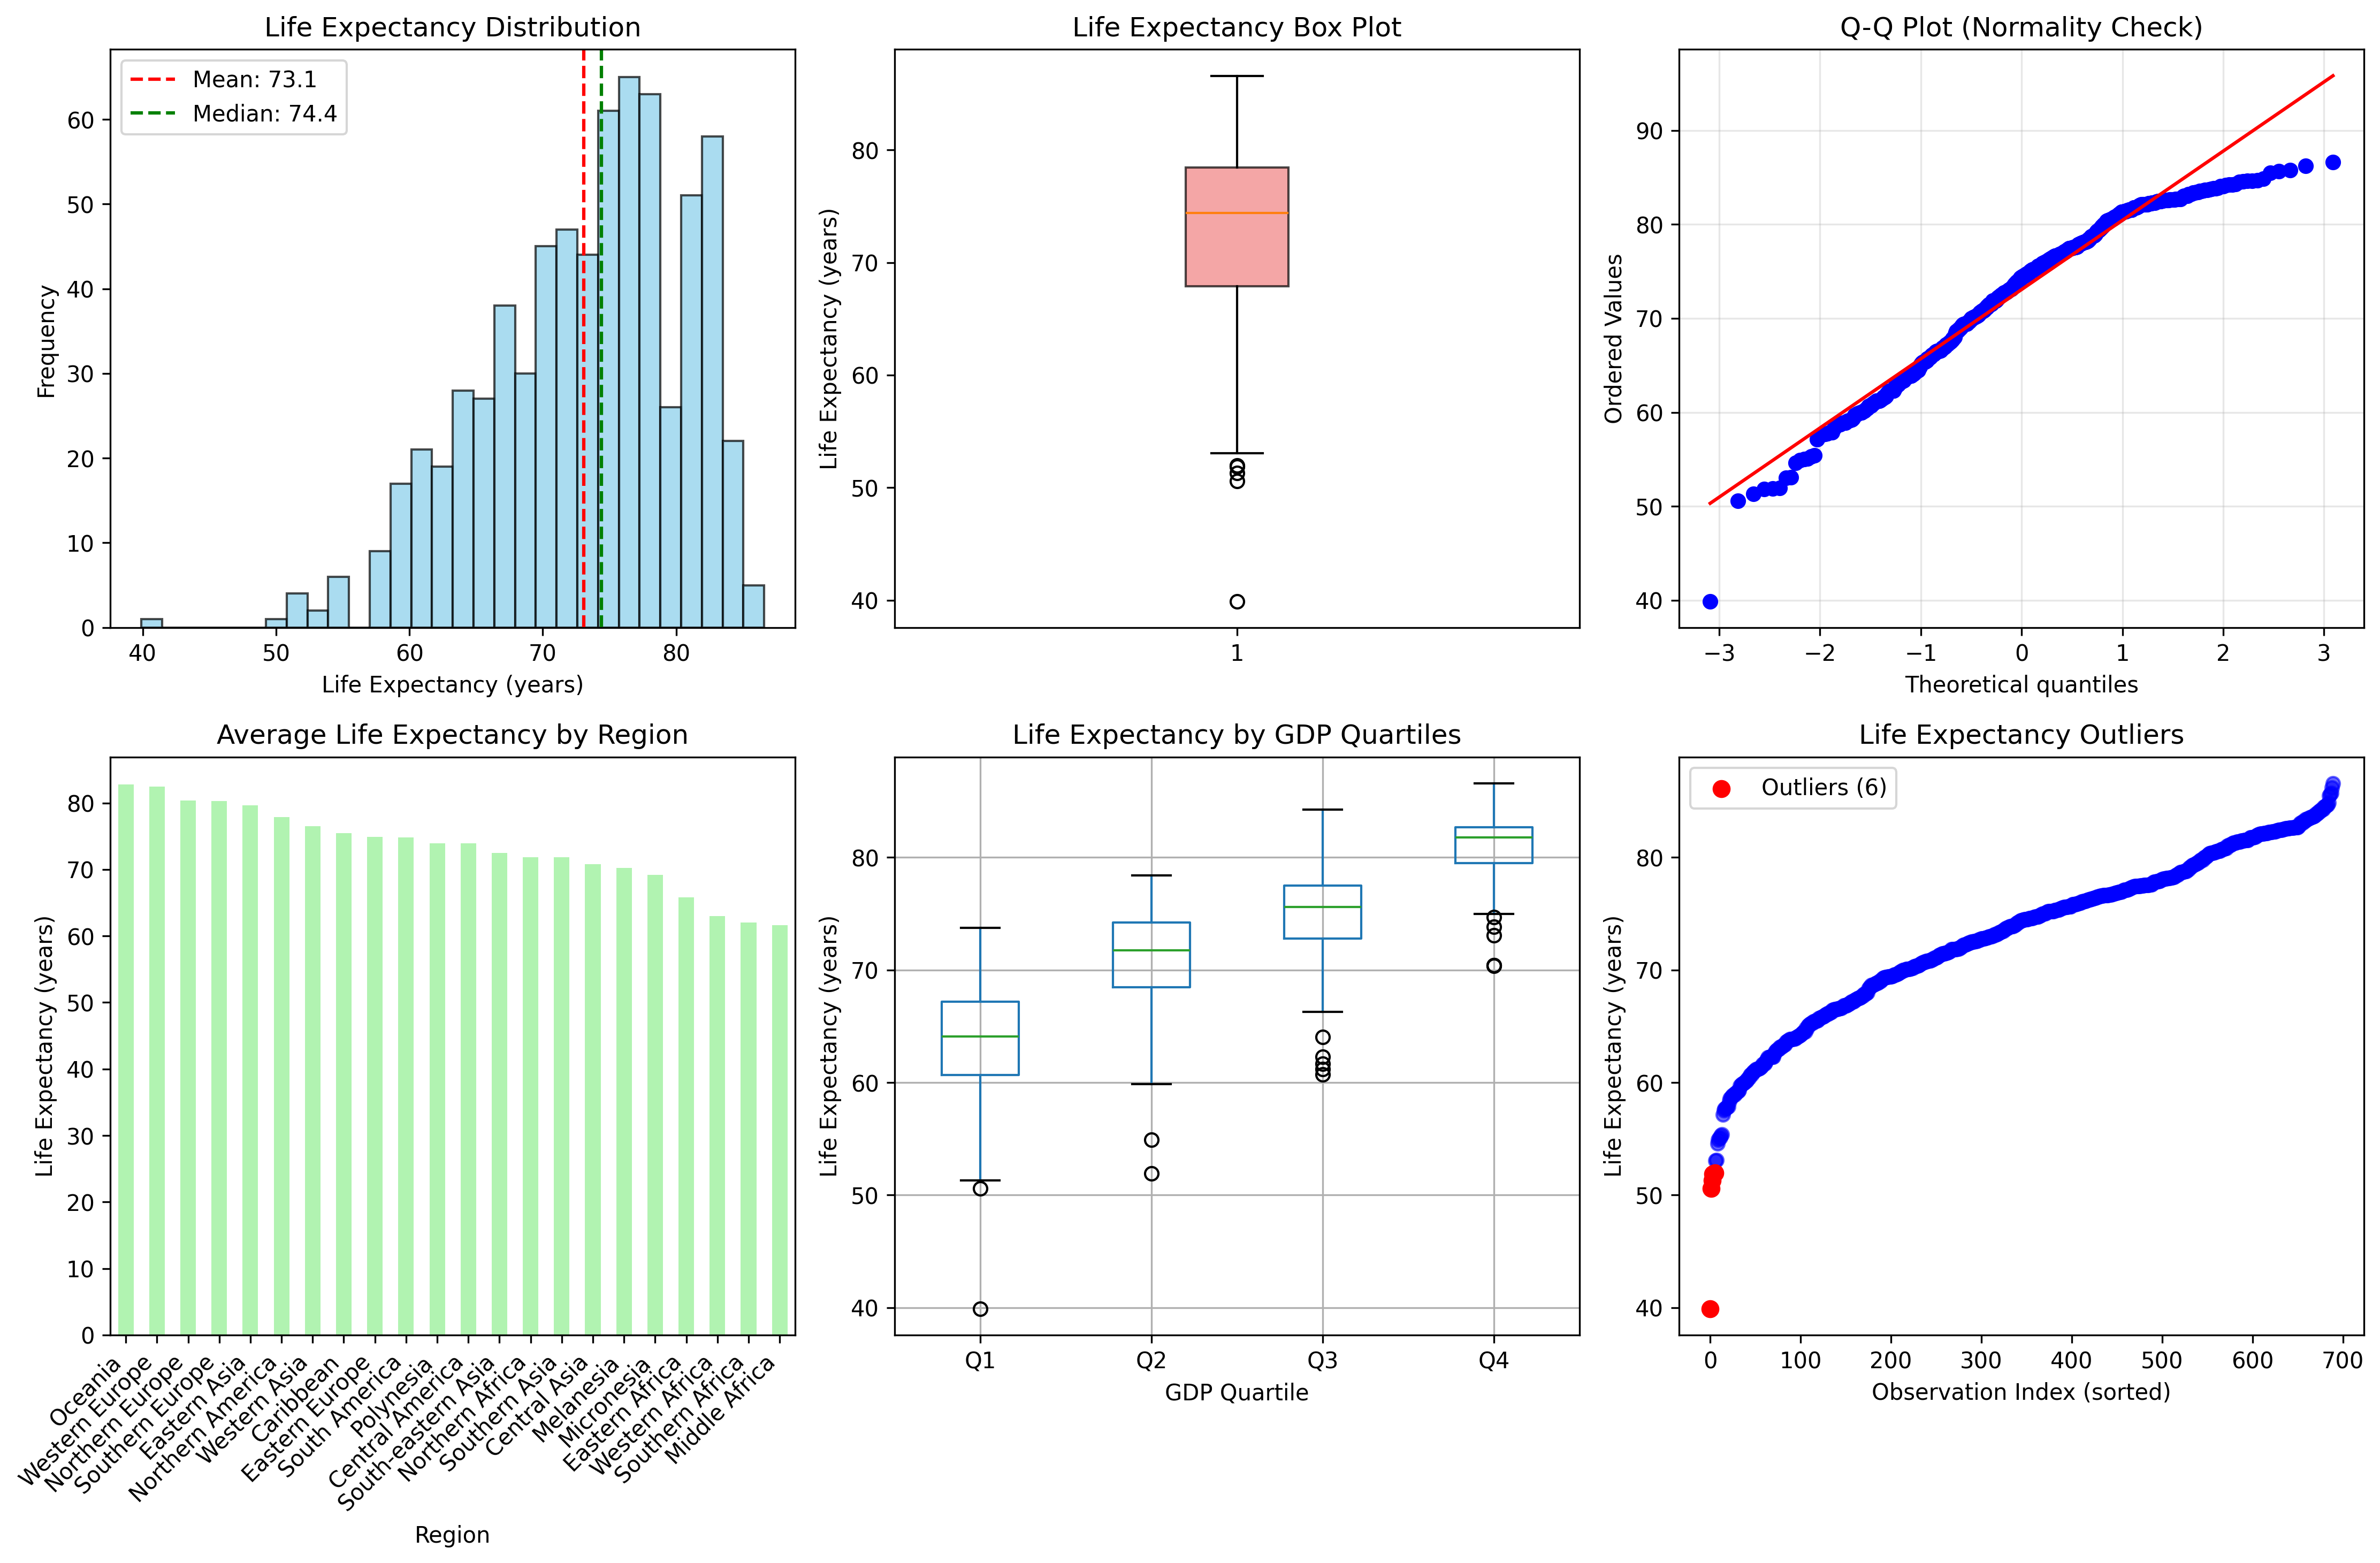 Life Expectancy Distribution
Mean: 73.1
Median: 74.4
Frequency
60
50
40
30
20
10
0
40 50 60 70 80
Life Expectancy (years)
Life Expectancy Box Plot
Life Expectancy (years)
80
70
60
50
40
1
Q-Q Plot (Normality Check)
Ordered Values
90
80
70
60
50
40
−3 −2 −1 0 1 2 3
Theoretical quantiles
Average Life Expectancy by Region
Life Expectancy (years)
80
70
60
50
40
30
20
10
0
Oceania
Western Europe
Northern Europe
Southern Europe
Eastern Asia
Northern America
Western Asia
Caribbean
Eastern Europe
South America
Polynesia
Central America
South-eastern Asia
Northern Africa
Southern Asia
Central Asia
Melanesia
Micronesia
Eastern Africa
Western Africa
Southern Africa
Middle Africa
Region
Life Expectancy by GDP Quartiles
Life Expectancy (years)
80
70
60
50
40
Q1 Q2 Q3 Q4
GDP Quartile
Life Expectancy Outliers
Outliers (6)
Life Expectancy (years)
80
70
60
50
40
0 100 200 300 400 500 600 700
Observation Index (sorted)